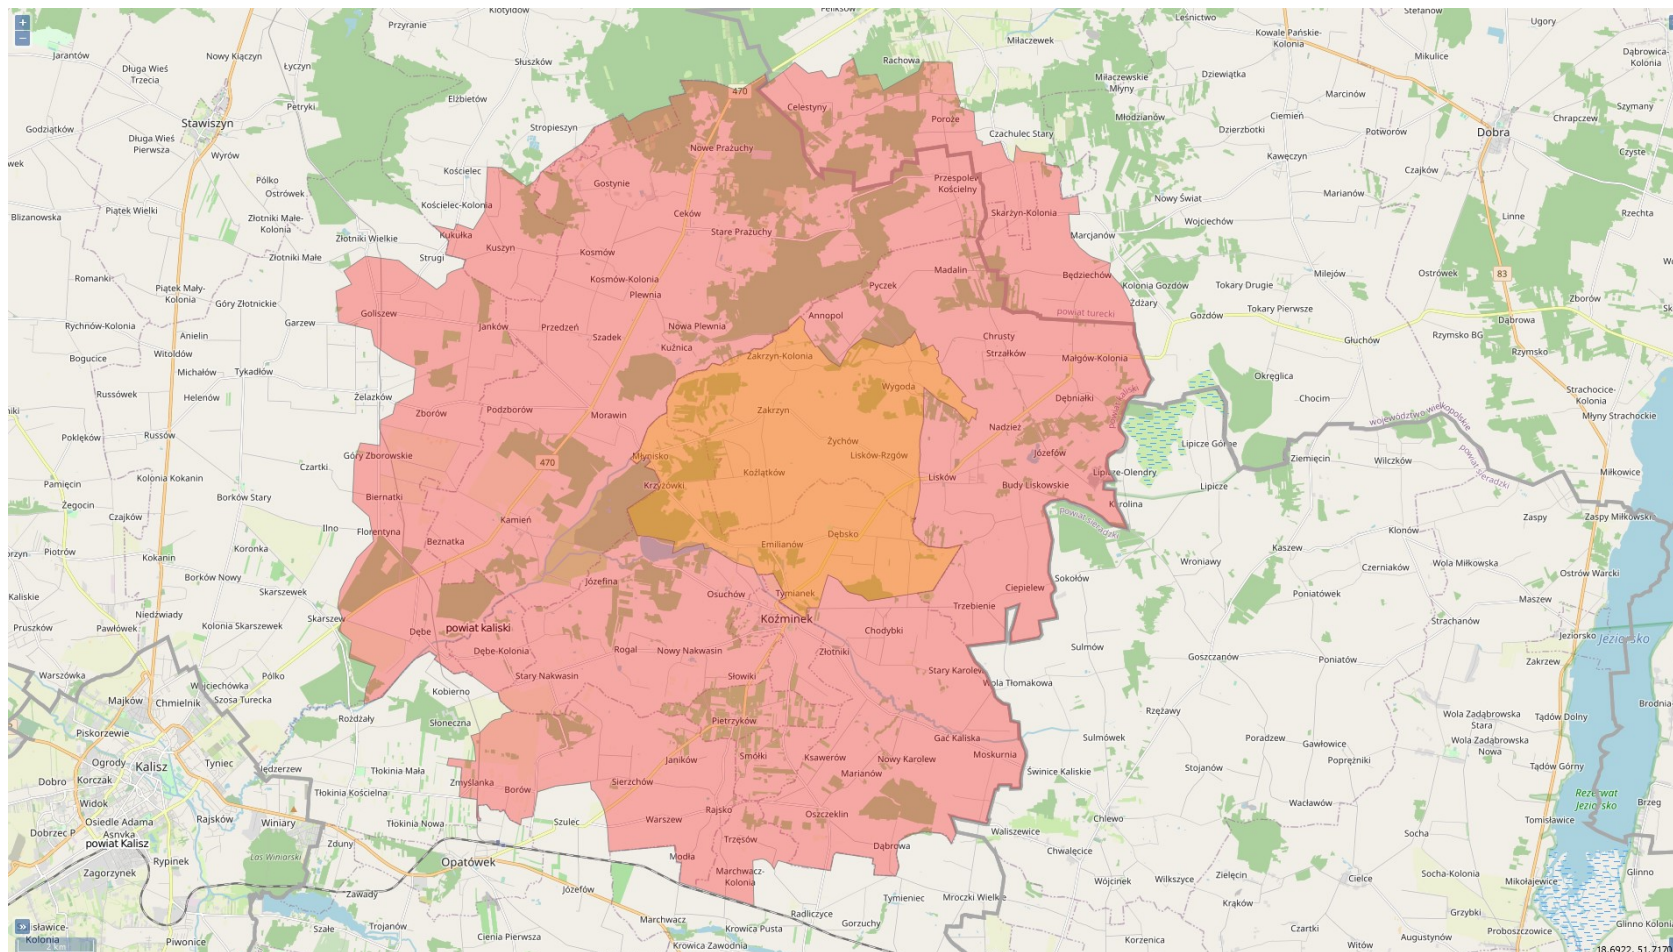 +
−
Klotyldów
Feliksów
Leśnictwo
Stefanów
Ugory
Przyranie
Miłaczewek
Kowale Pańskie-
Kolonia
Dąbrowica-
Kolonia
Jarantów
Nowy Kiączyn
Łyczyn
Słuszków
Rachowa
Mikulice
Długa Wieś
Trzecia
Miłaczewskie
Młyny
Dziewiątka
Petryki
Elżbietów
470
Celestyny
Marcinów
Szymany
Stawiszyn
Poroże
Młodzianów
Ciemień
Chrapczew
Godziątków
Długa Wieś
Pierwsza
Stropieszyn
Czachulec Stary
Dzierzbotki
Potworów
Dobra
Wyrów
Nowe Prażuchy
Kawęczyn
Czyste
Kościelec
Gostynie
Przespolew
Kościelny
Czajków
Pólko
Ostrówek
Marianów
Piątek Wielki
Kościelec-Kolonia
Ceków
Nowy Świat
Blizanowska
Złotniki Małe-
Kolonia
Skarżyn-Kolonia
Linne
Rzechta
Złotniki Wielkie
Kukułka
Stare Prażuchy
Wojciechów
Marcjanów
Kuszyn
Kosmów
Złotniki Małe
Strugi
Romanki
Kosmów-Kolonia
Madalin
Będziechów
Milejów
Ostrówek
83
Piątek Mały-
Kolonia
Plewnia
Pyczek
Kolonia Gozdów
Tokary Drugie
Góry Złotnickie
Żdżary
Zborów
Goliszew
Annopol
powiat turecki
Gozdów
Tokary Pierwsze
Rychnów-Kolonia
Garzew
Janków
Przedzeń
Nowa Plewnia
Dąbrowa
Anielin
Szadek
Chrusty
Głuchów
Rzymsko BG
Bogucice
Witoldów
Kuźnica
Zakrzyn-Kolonia
Strzałków
Małgów-Kolonia
Rzymsko
Michałów
Tykadłów
Okręglica
Russówek
Helenów
Żelazków
Wygoda
Dębniałki
Chocim
Strachocice-
Kolonia
Zborów
Podzborów
Morawin
Zakrzyn
Młyny Strachockie
województwo wielkopolskie
Poklęków
Russów
Nadzież
Żychów
Lipicze Górne
Góry Zborowskie
470
Młynisko
Lisków-Rzgów
Józefów
Ziemięcin
Wilczków
Czartki
Koźlątków
powiat sieradzki
Miłkowice
Pamięcin
Kolonia Kokanin
Lisków
Lipicze-Olendry
Biernatki
Krzyżówki
Budy Liskowskie
Lipicze
Żegocin
Borków Stary
Karolina
Czajków
Kamień
powiat sieradzki
Zaspy
Zaspy Miłkowskie
Ilno
Florentyna
Dębsko
Klonów
Beznatka
Emilianów
Piotrów
Kokanin
Koronka
Kaszew
Wroniawy
Wola Miłkowska
Borków Nowy
Józefina
Sokołów
Czerniaków
Ostrów Warcki
Skarszewek
Osuchów
Tymianek
Ciepielew
Poniatówek
Niedźwiady
Maszew
Trzebienie
Pruszków
Pawłówek
Kolonia Skarszewek
Skarszew
Koźminek
Strachanów
Dębe
powiat kaliski
Chodybki
Jeziorsko
Jeziorsko
Sulmów
Dębe-Kolonia
Rogal
Nowy Nakwasin
Złotniki
Goszczanów
Poniatów
Zakrzew
Warszówka
Pólko
Stary Nakwasin
Słowiki
Stary Karolew
Wojciechówka
Kobierno
Wola Tłomakowa
Majków
Chmielnik
Szosa Turecka
Rożdżały
Słoneczna
Pietrzyków
Rzężawy
Wola Zadąbrowska
Stara
Tądów Dolny
Brodnia
Piskorzewie
Gać Kaliska
Sulmówek
Poradzew
Gawłowice
Wola Zadąbrowska
Nowa
Ogrody
Kalisz
Tyniec
Moskurnia
Smółki
Ksawerów
Nowy Karolew
Janików
Poprężniki
Dobro
Korczak
Tłokinia Mała
Marianów
Świnice Kaliskie
Stojanów
Tądów Górny
Zmyślanka
Sierzchów
Widok
Tłokinia Kościelna
Borów
Rezerwat
Jeziorsko
Rajsko
Oszczeklin
Wacławów
Brzeg
Osiedle Adama
Asnyka
Rajsków
Winiary
Tłokinia Nowa
Szulec
Warszew
Chlewo
Tomisławice
powiat Kalisz
Zduny
Trzęsów
Dąbrowa
Waliszewice
Socha
Rypinek
Las Winiarski
Opatówek
Modła
Chwalęcice
Zagorzynek
Marchwacz-
Kolonia
Wójcinek
Wilkszyce
Zielęcin
Cielce
Socha-Kolonia
Mikołajewice
Glinno
Zawady
Józefów
Tymieniec
Mroczki Wielkie
Krąków
Radliczyce
Gorzuchy
Grzybki
Szałe
Trojanów
Marchwacz
Krowica Pusta
Czartki
Glinno Kolonia
»
Piwonice
Cienia Pierwsza
Krowica Zawodnia
Korzenica
Witów
Augustynów
Proboszczowice
2 km